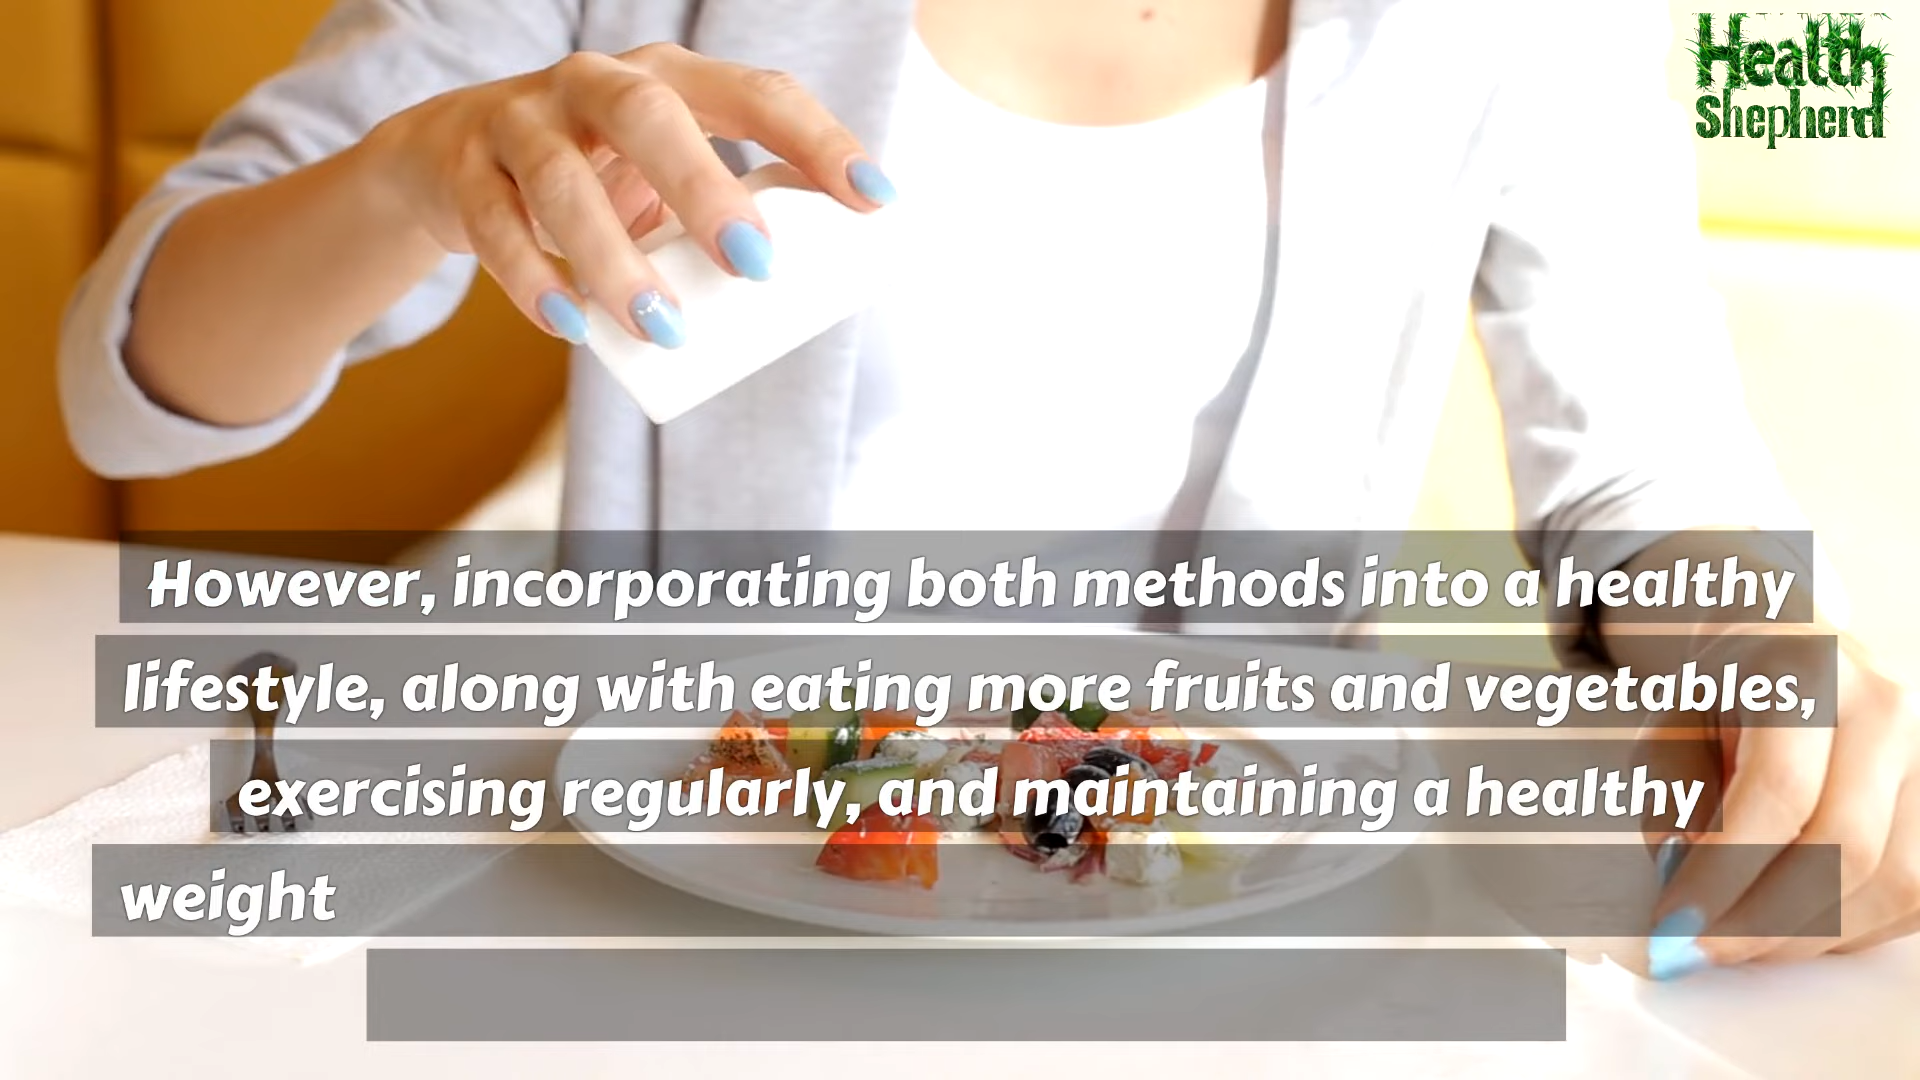 Health
Shepherd
However, incorporating both methods into a healthy
lifestyle, along with eating more fruits and vegetables,
exercising regularly, and maintaining a healthy
weight